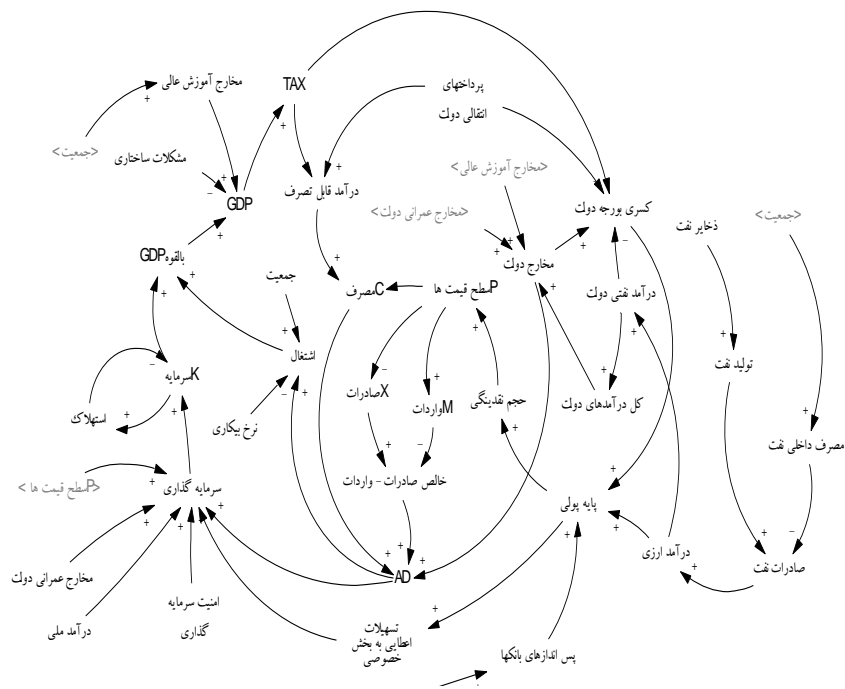 TAX
مخارج آموزش عالی
پرداختهای
انتقالی دولت
<جمعیت>
مشکلات ساختاری
<مخارج آموزش عالی>
درآمد قابل تصرف
GDP
<مخارج عمرانی دولت>
کسری بورجه دولت
<جمعیت>
ذخایر نفت
GDPبالقوه
مخارج دولت
جمعیت
Cمصرف
Pسطح قیمت ها
درآمد نفتی دولت
اشتغال
تولید نفت
Kسرمایه
Xصادرات
Mواردات
حجم نقدینگی
کل درآمدهای دولت
استهلاک
نرخ بیکاری
مصرف داخلی نفت
<Pسطح قیمت ها>
سرمایه گذاری
خالص صادرات - واردات
پایه پولی
درآمد ارزی
صادرات نفت
مخارج عمرانی دولت
AD
امنیت سرمایه
گذاری
درآمد ملی
تسهیلات
اعطایی به بخش
خصوصی
پس اندازهای بانکها